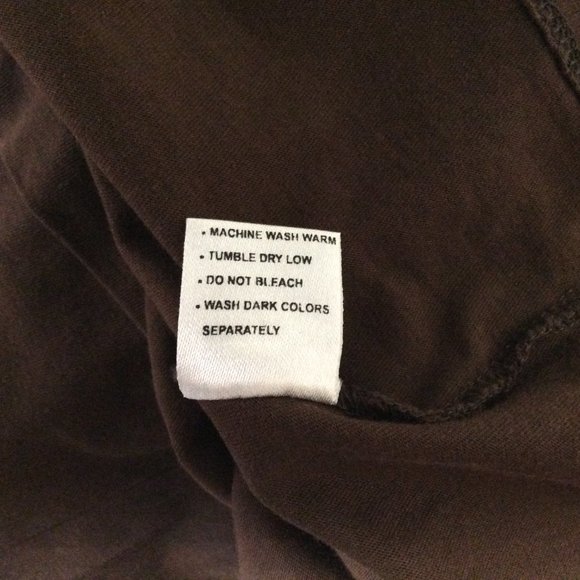 • MACHINE WASH WARM
• TUMBLE DRY LOW
• DO NOT BLEACH
• WASH DARK COLORS
SEPARATELY